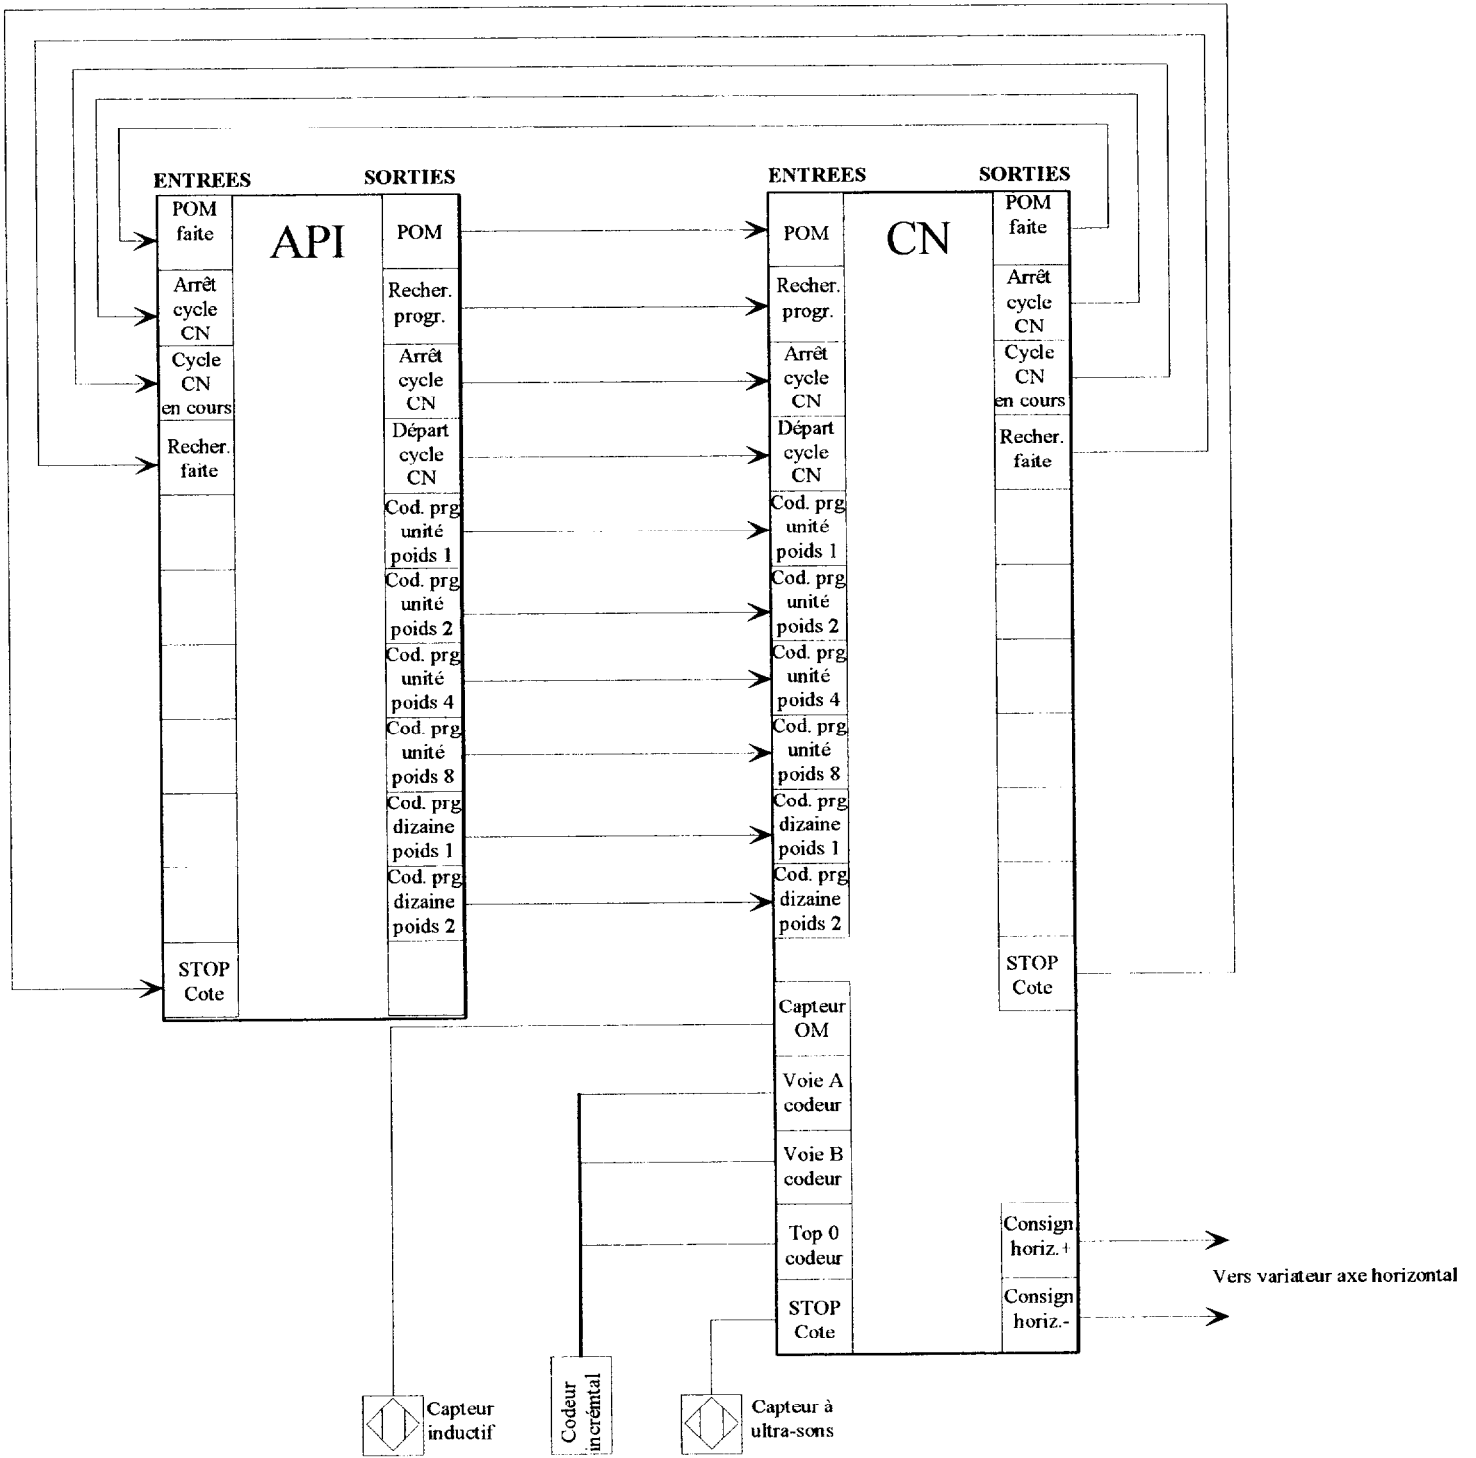 ENTREES
SORTIES
API
POM
faite
Arrêt
cycle
CN
Cycle
CN
en cours
Recher.
faite
STOP
Cote
POM
Recher.
progr.
Arrêt
cycle
CN
Départ
cycle
CN
Cod. prg
unité
poids 1
Cod. prg
unité
poids 2
Cod. prg
unité
poids 4
Cod. prg
unité
poids 8
Cod. prg
dizaine
poids 1
Cod. prg
dizaine
poids 2
ENTREES
SORTIES
CN
POM
Recher.
progr.
Arrêt
cycle
CN
Départ
cycle
CN
Cod. prg
unité
poids 1
Cod. prg
unité
poids 2
Cod. prg
unité
poids 4
Cod. prg
unité
poids 8
Cod. prg
dizaine
poids 1
Cod. prg
dizaine
poids 2
Capteur
OM
Voie A
codeur
Voie B
codeur
Top 0
codeur
STOP
Cote
POM
faite
Arrêt
cycle
CN
Cycle
CN
en cours
Recher.
faite
STOP
Cote
Consign
horiz.+
Consign
horiz.-
Vers variateur axe horizontal
Capteur
inductif
Codeur
incrémtal
Capteur à
ultra-sons